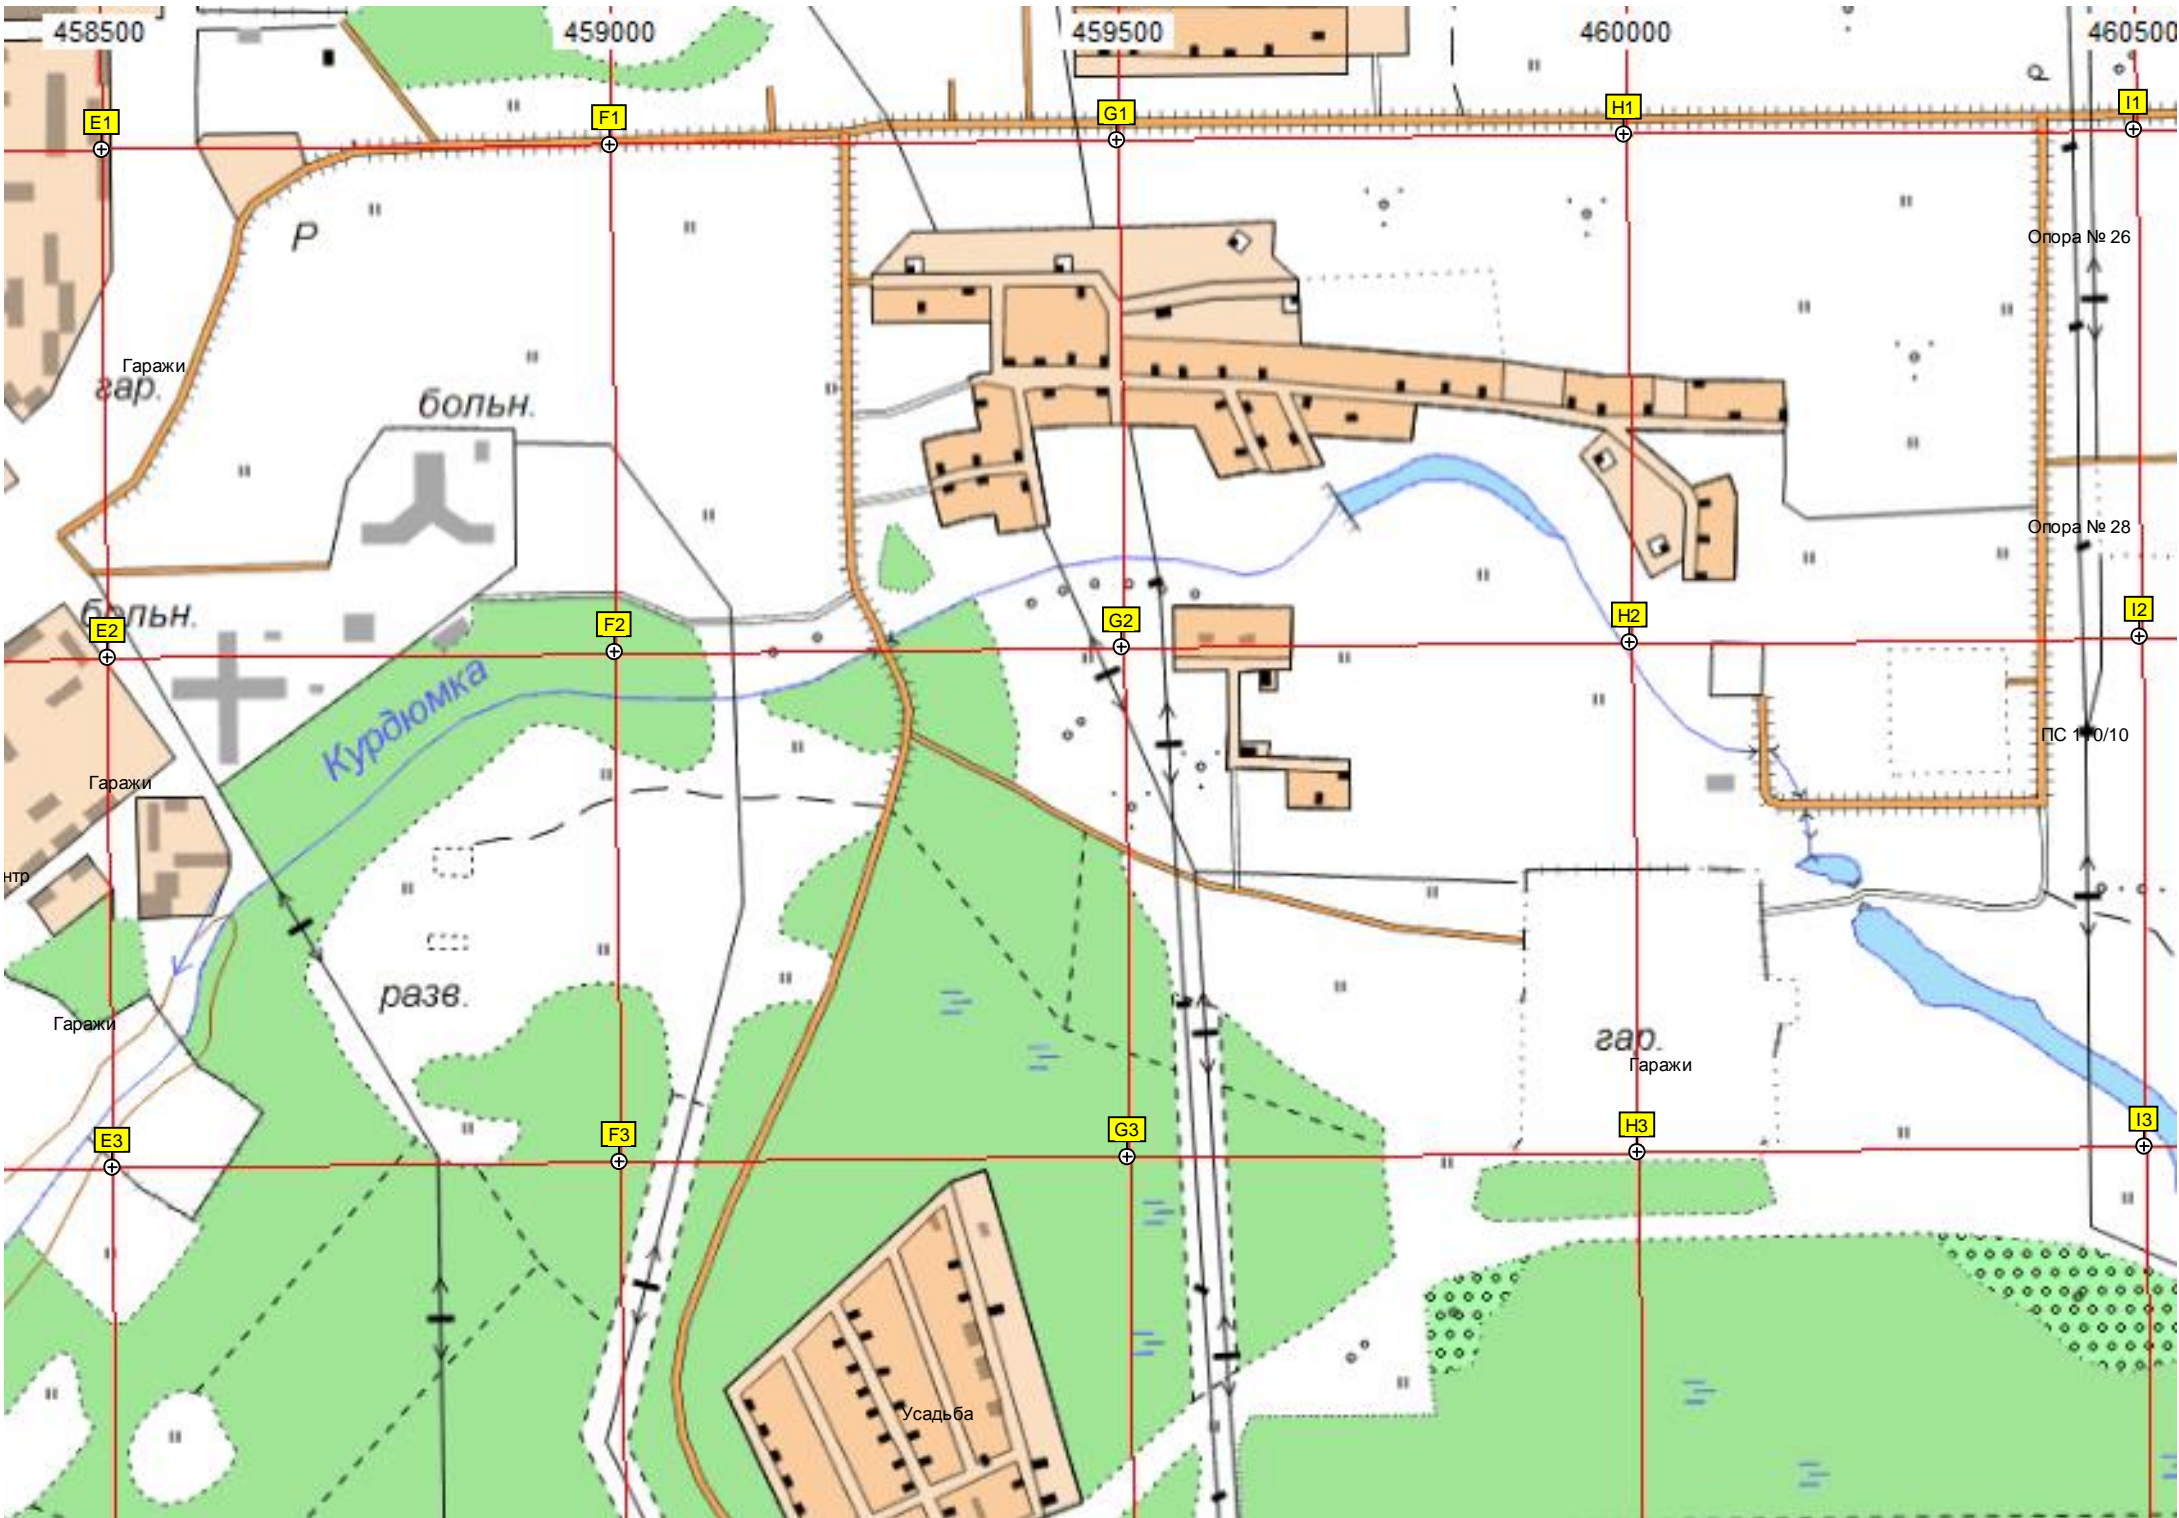 458500 459000 459500 460000 460500
E1 F1 G1 H1 I1
Р
Опора № 26
Гаражи
гар.
больн.
Опора № 28
больн.
E2 F2 G2 H2 I2
Курдюмка
ПС 110/10
Гаражи
нтр
разв.
Гаражи
гар.
Гаражи
E3 F3 G3 H3 I3
Усадьба